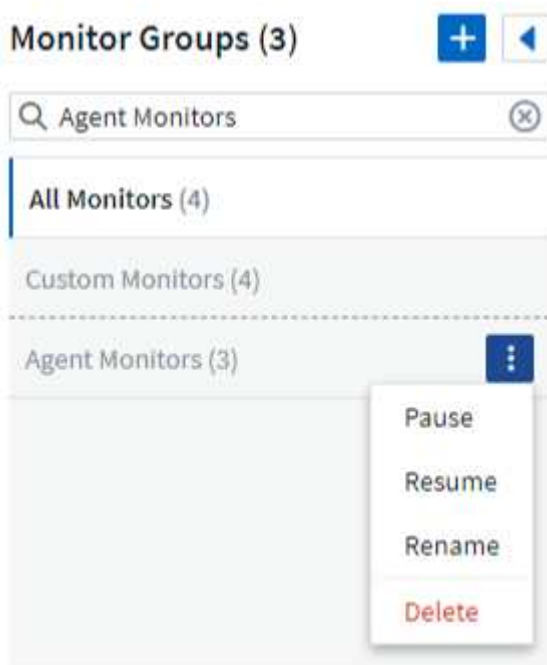 Monitor Groups (3)
Agent Monitors
All Monitors (4)
Custom Monitors (4)
Agent Monitors (3)
Pause
Resume
Rename
Delete